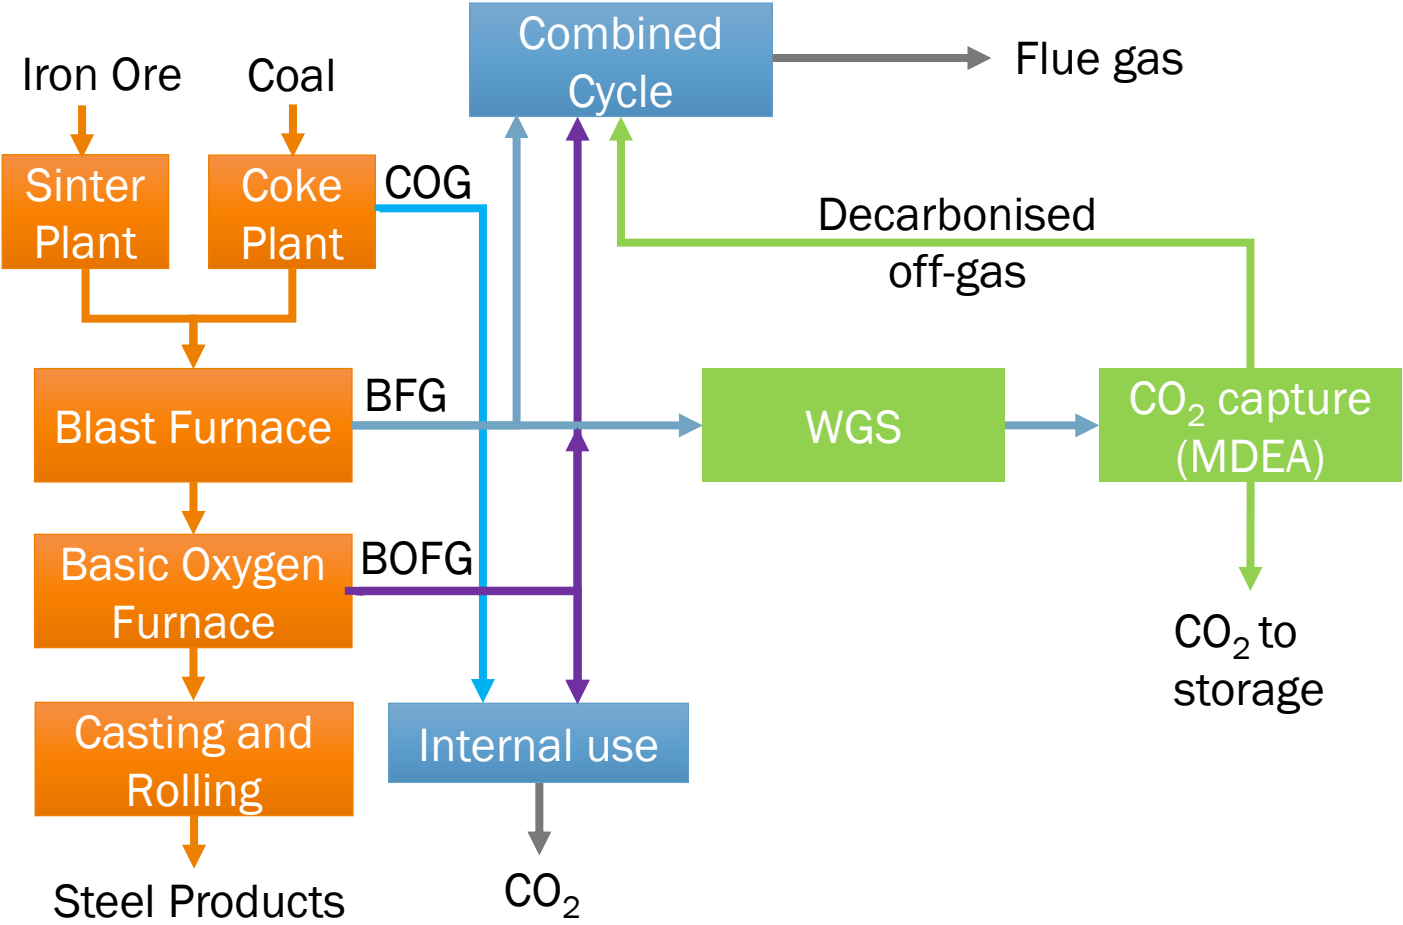 Combined
Cycle
Flue gas
Iron Ore
Coal
Sinter
Plant
Coke
Plant
COG
Decarbonised
off-gas
Blast Furnace
BFG
WGS
CO₂ capture
(MDEA)
Basic Oxygen
Furnace
BOFG
CO₂ to
storage
Casting and
Rolling
Internal use
Steel Products
CO₂